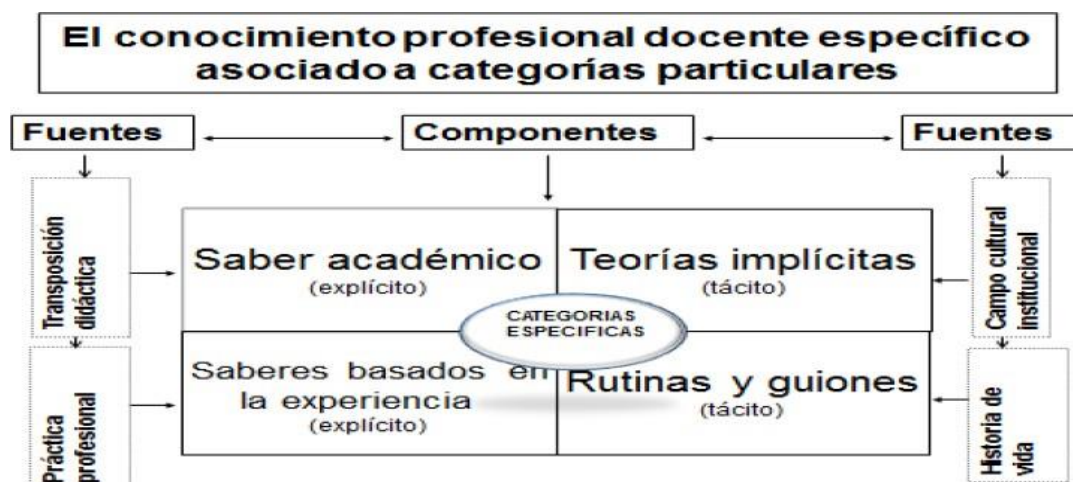 El conocimiento profesional docente específico
asociado a categorías particulares
Fuentes
Componentes
Fuentes
Transposición
didáctica
Práctica
profesional
Saber académico
(explícito)
Teorías implícitas
(tácito)
CATEGORIAS
ESPECIFICAS
Saberes basados en
la experiencia
(explícito)
Rutinas y guiones
(tácito)
Campo cultural
institucional
Historia de
vida